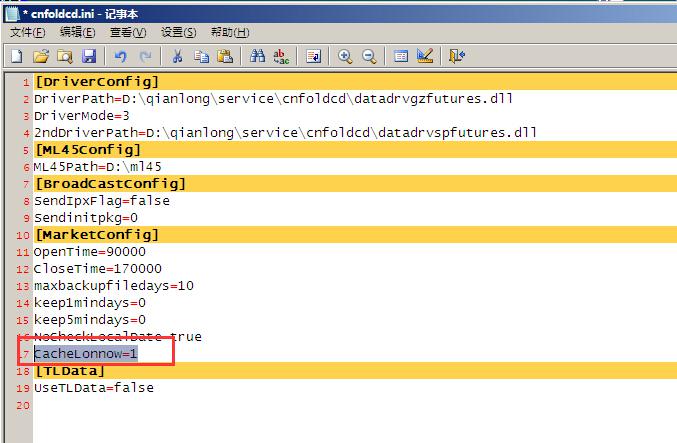 * cnfoldcd.ini - 记事本
文件(F) 编辑(E) 查看(V) 设置(S) 帮助(H)
1 [DriverConfig]
2 DriverPath=D:\qianlong\service\cnfoldcd\datadrvgzfutures.dll
3 DriverMode=3
4 2ndDriverPath=D:\qianlong\service\cnfoldcd\datadrvspfutures.dll
5 [ML45Config]
6 ML45Path=D:\ml45
7 [BroadCastConfig]
8 SendIpxFlag=false
9 Sendinitpkg=0
10 [MarketConfig]
11 OpenTime=90000
12 CloseTime=170000
13 maxbackupfiledays=10
14 keep1mindays=0
15 keep5mindays=0
16 NoCheckLocalDate=true
17 CacheLonnow=1
18 [TLData]
19 UseTLData=false
20